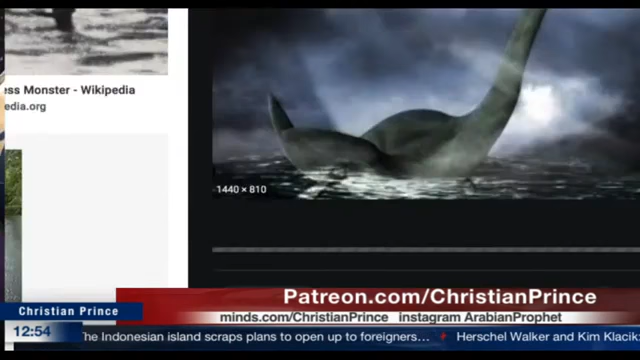 ess Monster - Wikipedia
edia.org
1440 × 810
Patreon.com/ChristianPrince
Christian Prince
minds.com/ChristianPrince instagram ArabianProphet
12:54
The Indonesian island scraps plans to open up to foreigners... Herschel Walker and Kim Klacik